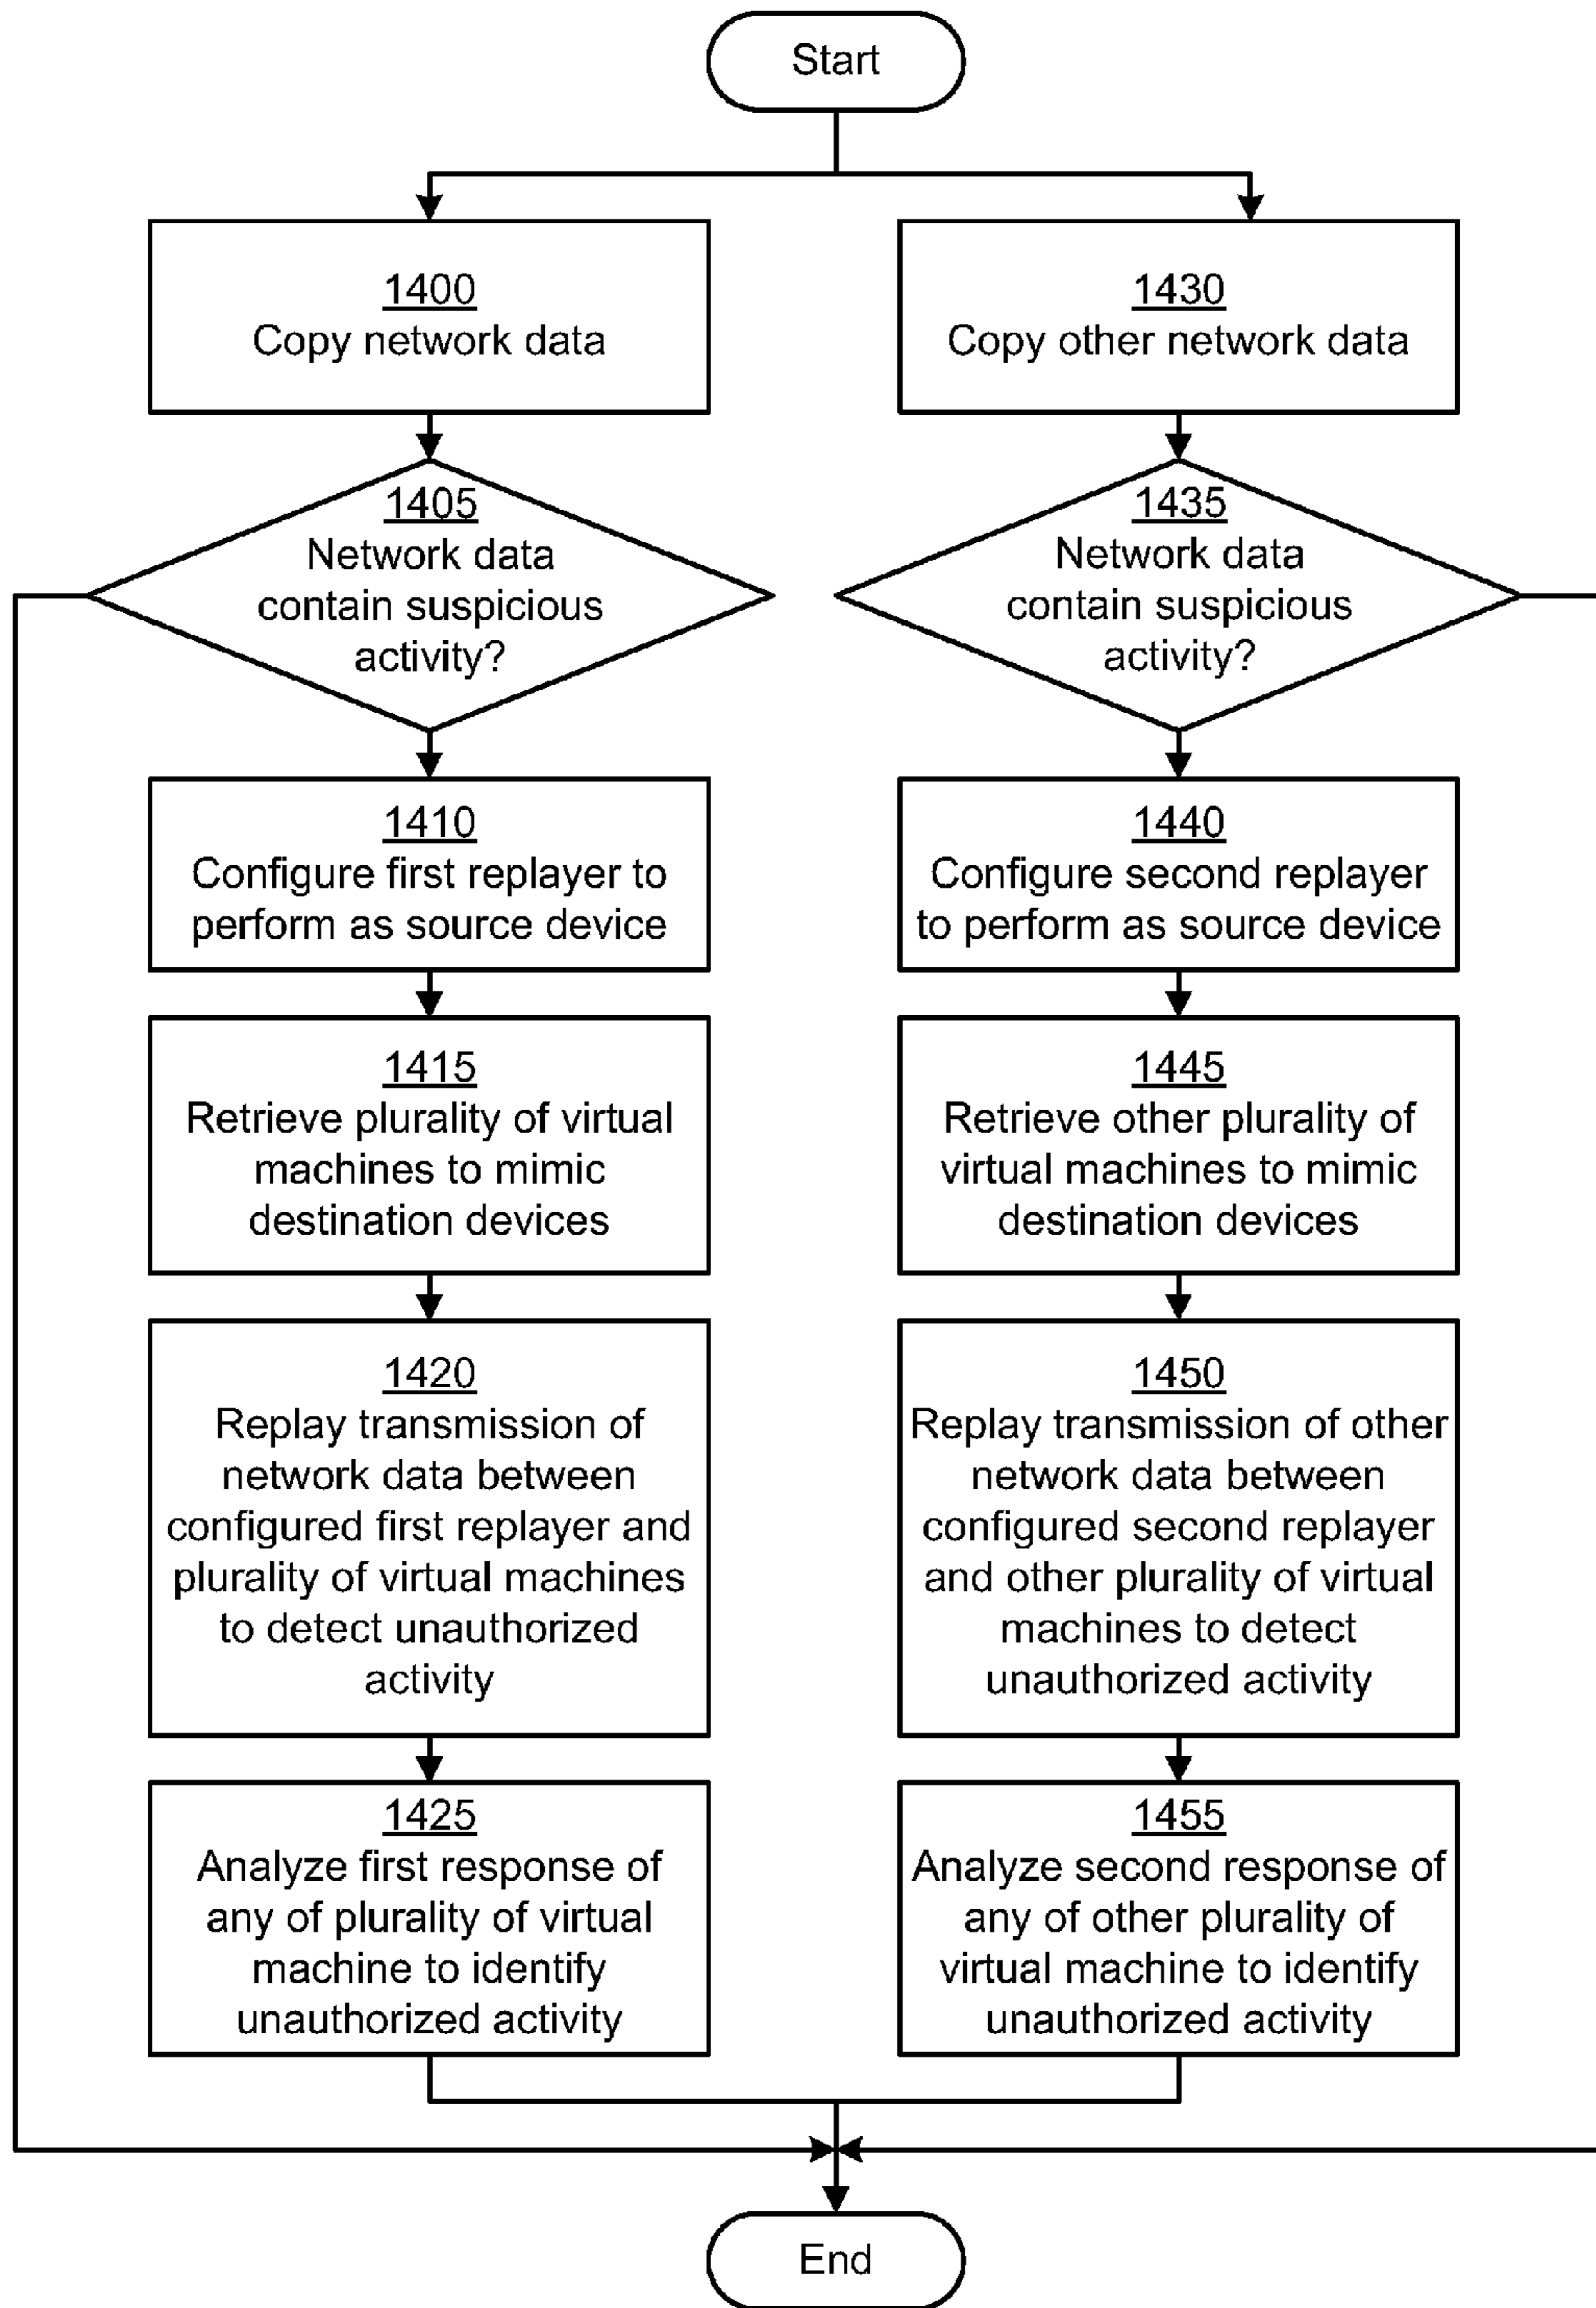 Start
1400
Copy network data
1405
Network data
contain suspicious
activity?
1410
Configure first replayer to
perform as source device
1415
Retrieve plurality of virtual
machines to mimic
destination devices
1420
Replay transmission of
network data between
configured first replayer and
plurality of virtual machines
to detect unauthorized
activity
1425
Analyze first response of
any of plurality of virtual
machine to identify
unauthorized activity
1430
Copy other network data
1435
Network data
contain suspicious
activity?
1440
Configure second replayer
to perform as source device
1445
Retrieve other plurality of
virtual machines to mimic
destination devices
1450
Replay transmission of other
network data between
configured second replayer
and other plurality of virtual
machines to detect
unauthorized activity
1455
Analyze second response of
any of other plurality of
virtual machine to identify
unauthorized activity
End